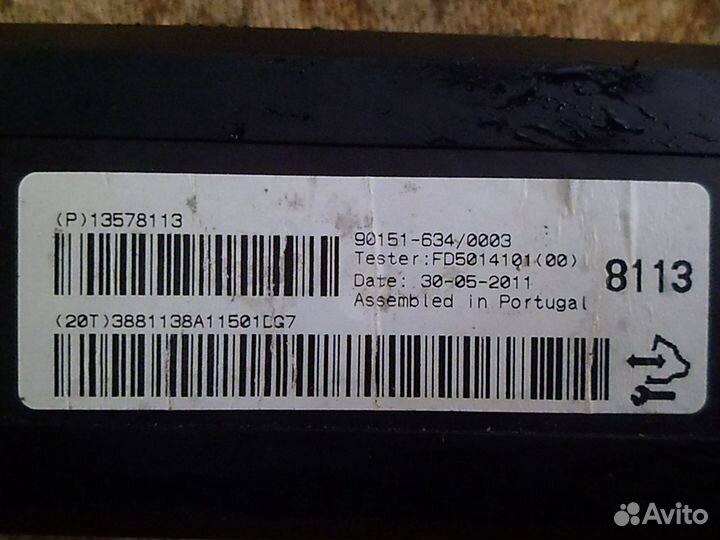 (P)13578113
90151-634/0003
Tester:FD5014101(00)
Date: 30-05-2011
Assembled in Portugal
8113
(20T)3881138A11501DG7
Avito